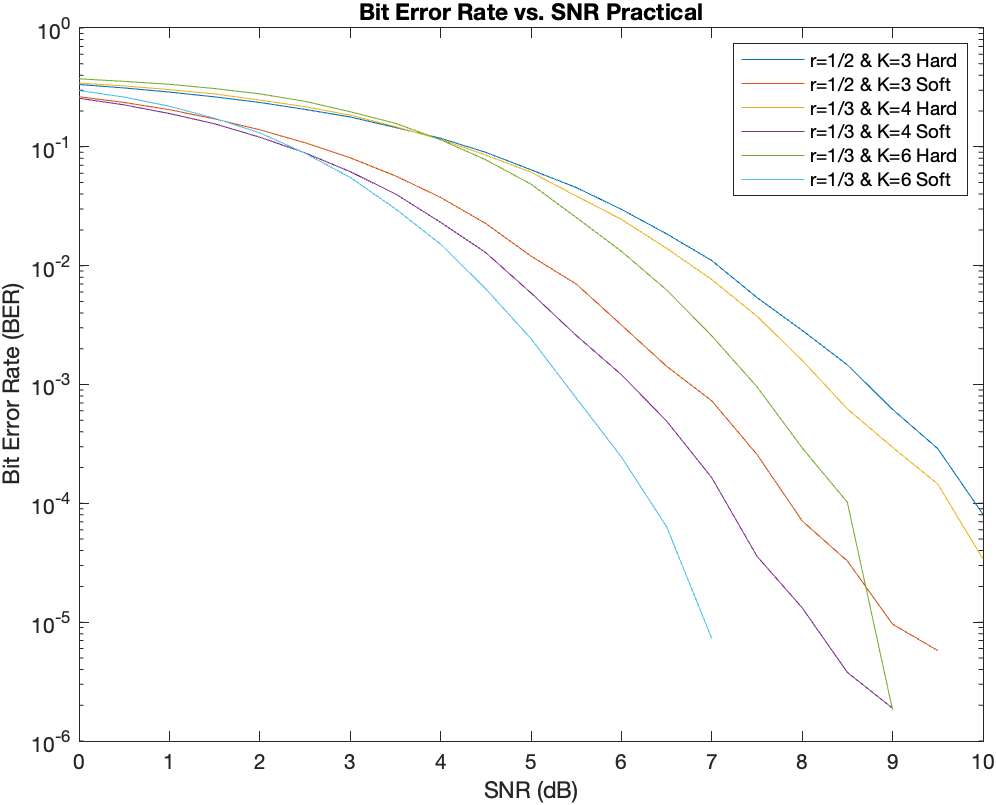 Bit Error Rate vs. SNR Practical
10^0
10^-1
10^-2
10^-3
10^-4
10^-5
10^-6
Bit Error Rate (BER)
r=1/2 & K=3 Hard
r=1/2 & K=3 Soft
r=1/3 & K=4 Hard
r=1/3 & K=4 Soft
r=1/3 & K=6 Hard
r=1/3 & K=6 Soft
0 1 2 3 4 5 6 7 8 9 10
SNR (dB)